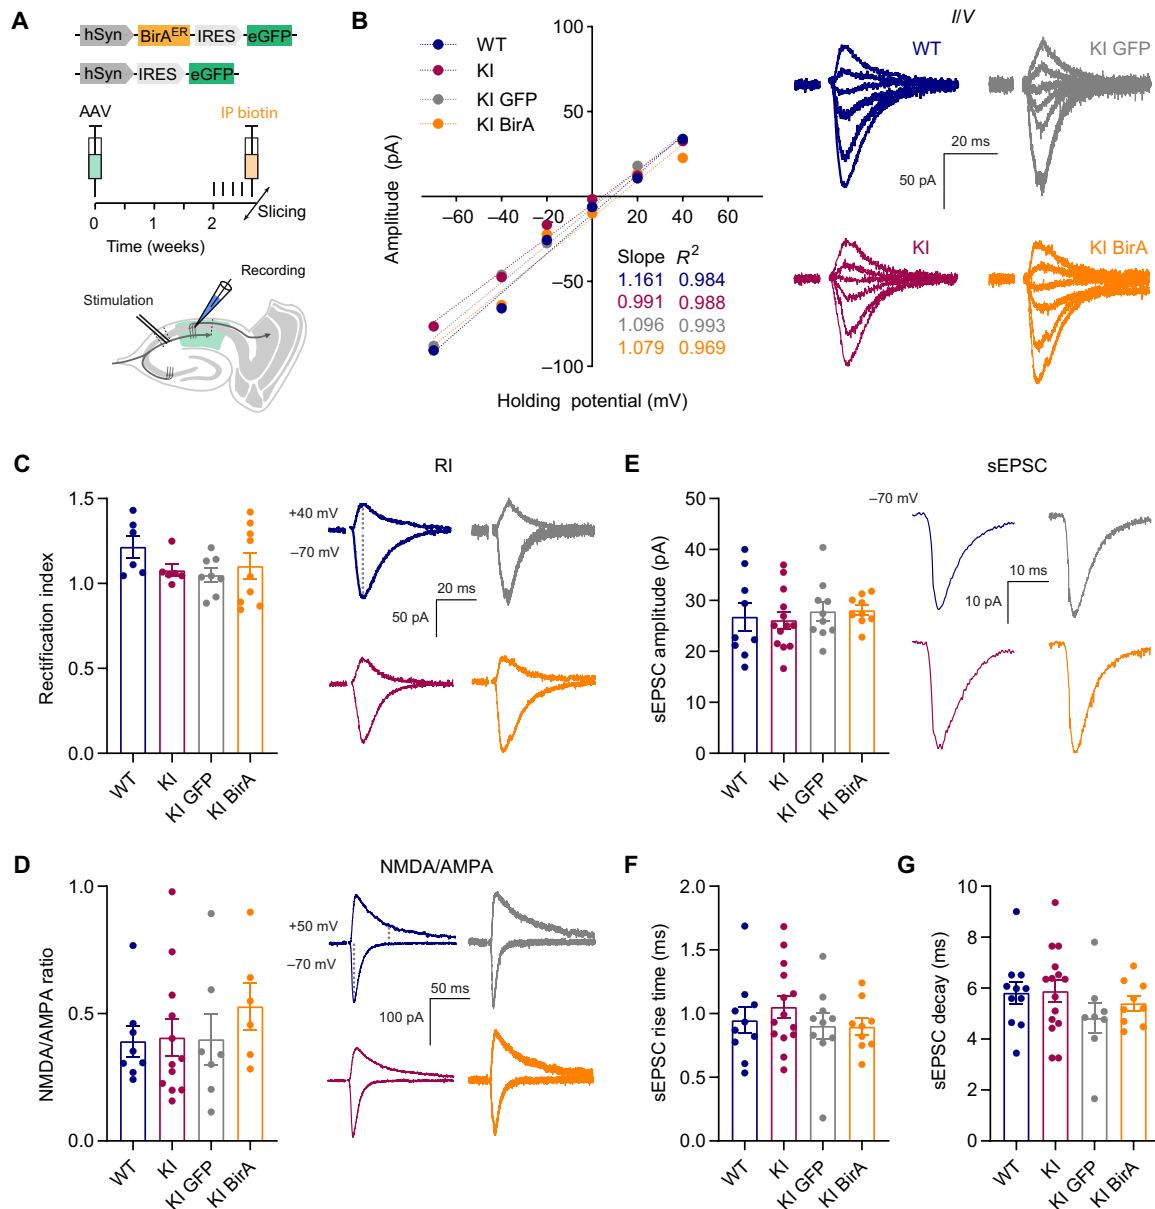 A
hSyn BirA^ER IRES eGFP
hSyn IRES eGFP
AAV IP biotin
0 1 2
Slicing
Time (weeks)
Recording
Stimulation
B
WT
KI
KI GFP
KI BirA
100
50
−50
−100
−60 −40 −20 0 20 40 60
Amplitude (pA)
Holding potential (mV)
Slope R²
1.161 0.984
0.991 0.988
1.096 0.993
1.079 0.969
I/V
WT
KI GFP
20 ms
50 pA
KI
KI BirA
C
RI
1.5
1.0
0.5
0.0
Rectification index
WT
KI
KI GFP
KI BirA
+40 mV
−70 mV
20 ms
50 pA
E
sEPSC
50
40
30
20
10
0
sEPSC amplitude (pA)
WT
KI
KI GFP
KI BirA
−70 mV
10 ms
10 pA
D
NMDA/AMPA
1.0
0.5
0.0
NMDA/AMPA ratio
WT
KI
KI GFP
KI BirA
+50 mV
−70 mV
50 ms
100 pA
F
2.0
1.5
1.0
0.5
0.0
sEPSC rise time (ms)
WT
KI
KI GFP
KI BirA
G
10
8
6
4
2
0
sEPSC decay (ms)
WT
KI
KI GFP
KI BirA